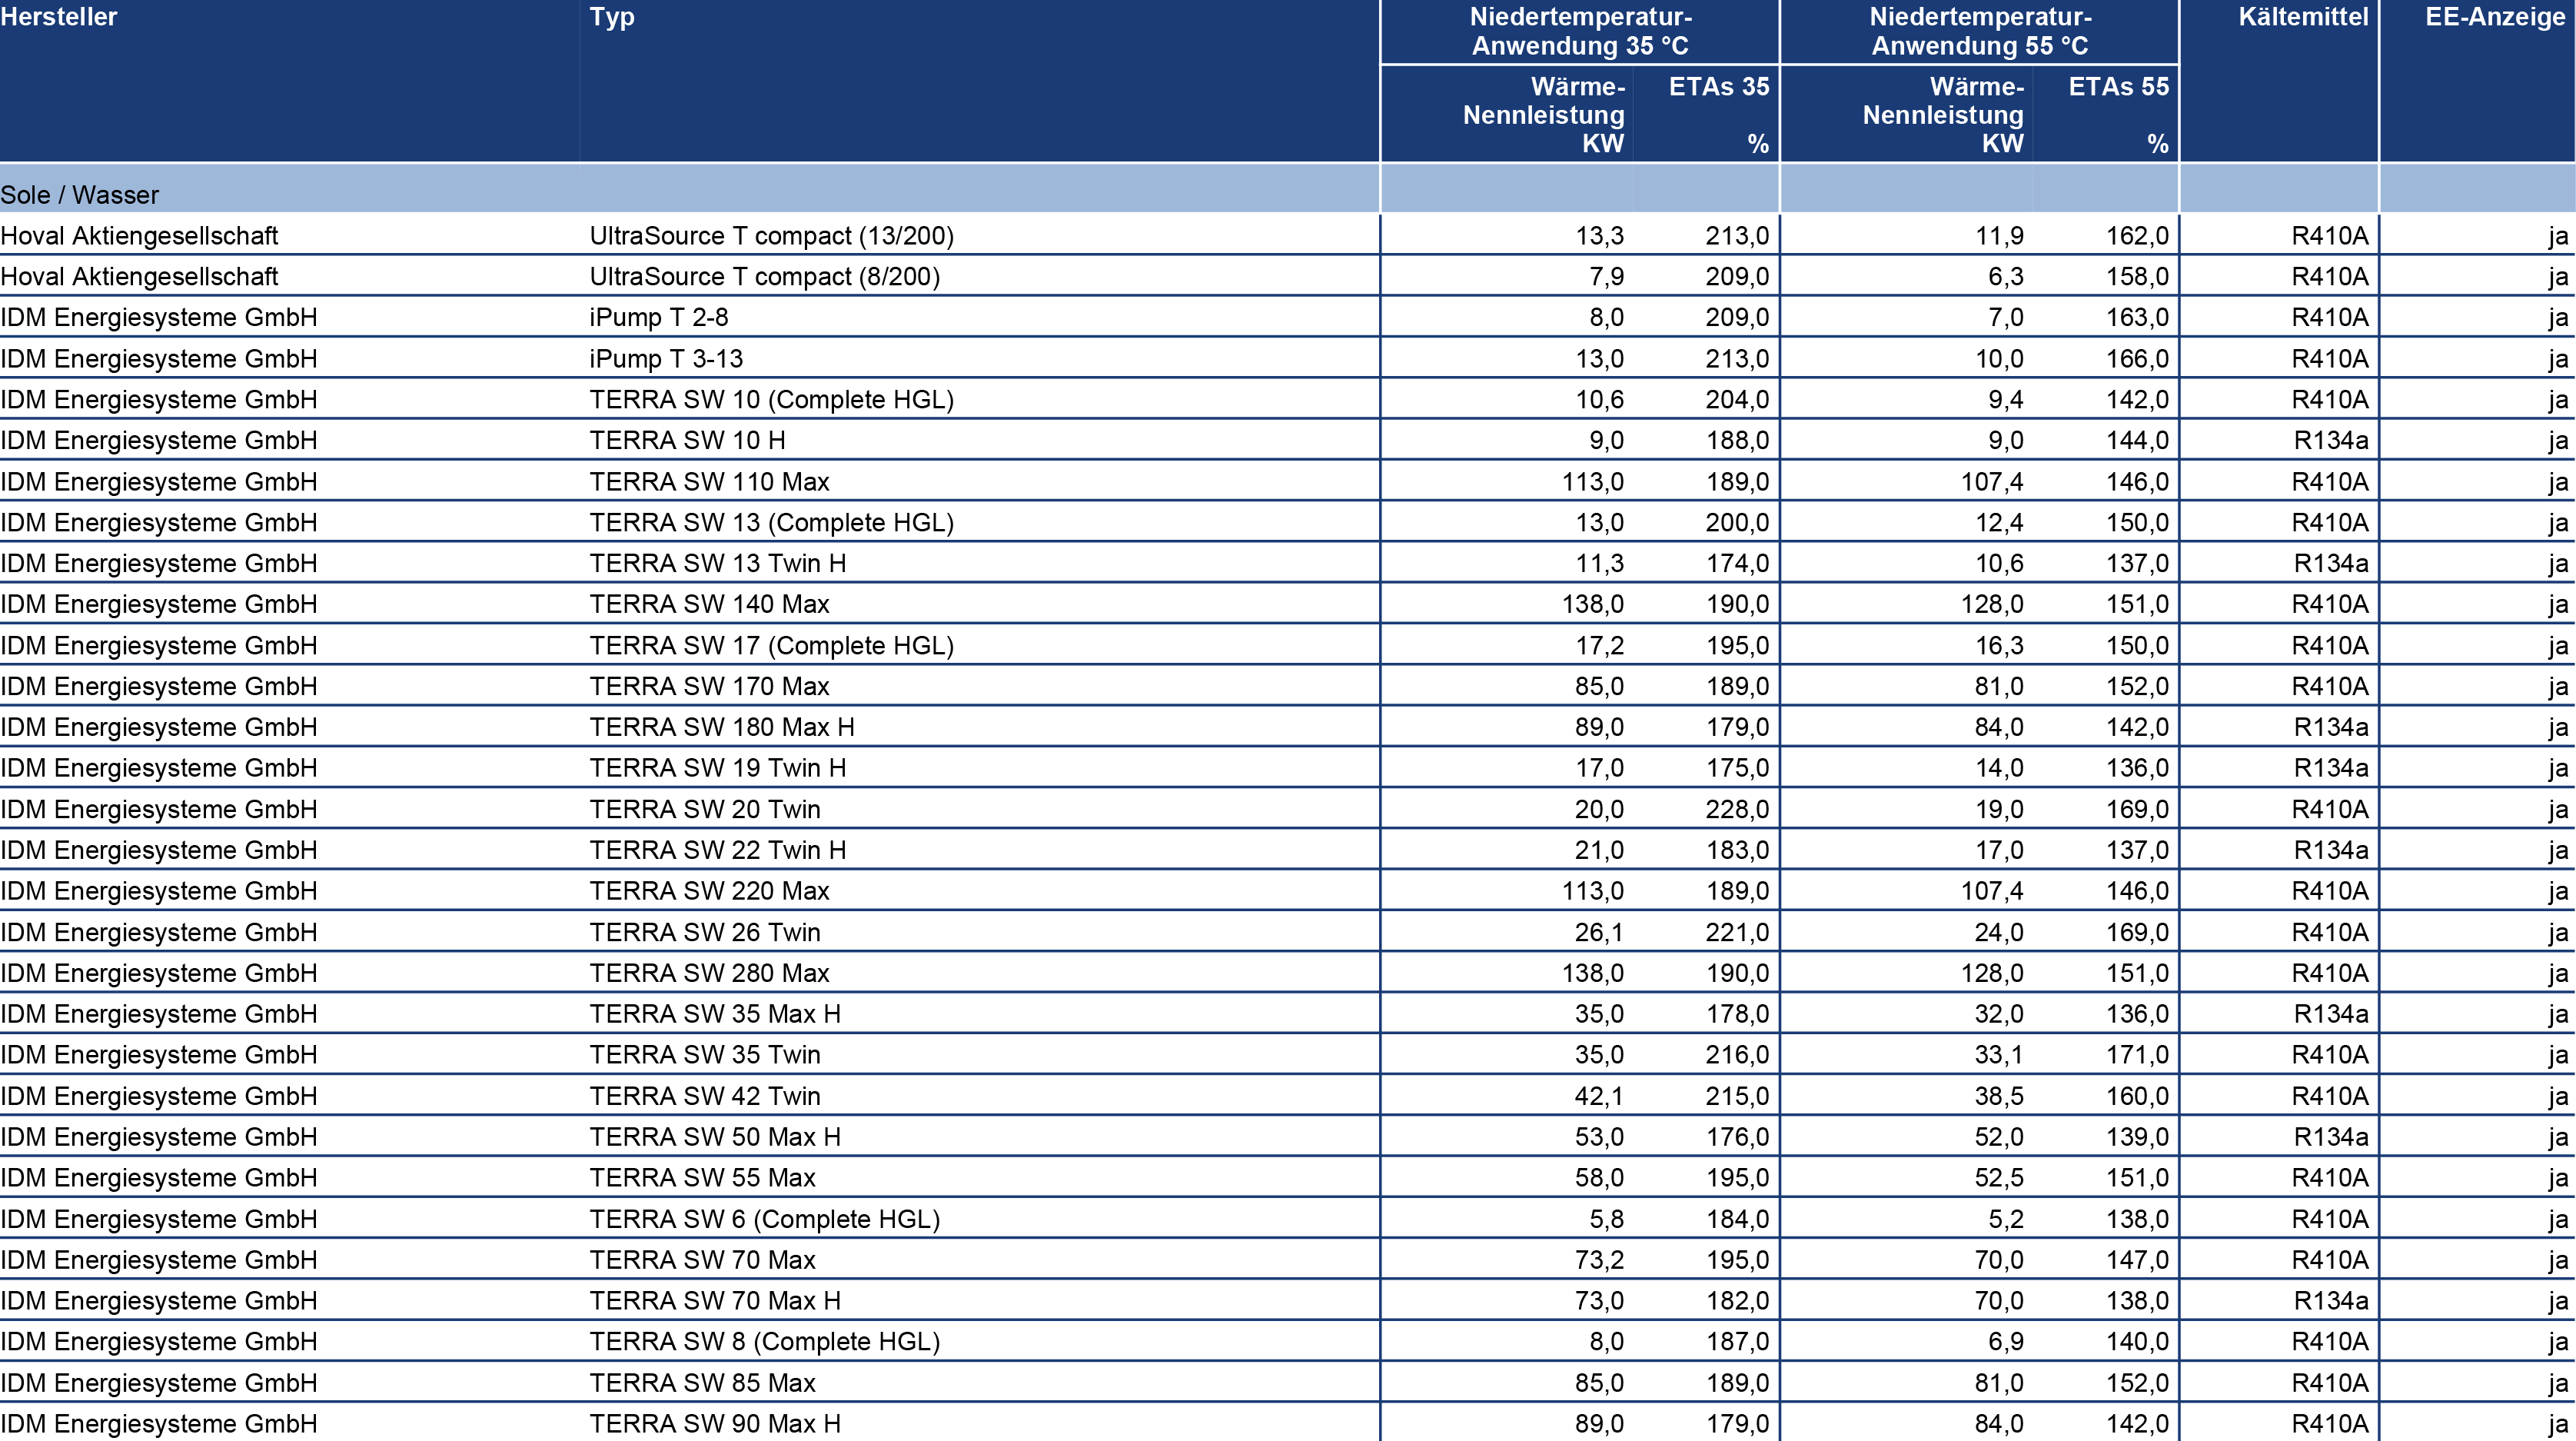 Hersteller Typ Niedertemperatur- Niedertemperatur- Kältemittel EE-Anzeige
Anwendung 35 °C Anwendung 55 °C
Wärme- ETAs 35 Wärme- ETAs 55
Nennleistung Nennleistung
KW % KW %
Sole / Wasser
Hoval Aktiengesellschaft UltraSource T compact (13/200) 13,3 213,0 11,9 162,0 R410A ja
Hoval Aktiengesellschaft UltraSource T compact (8/200) 7,9 209,0 6,3 158,0 R410A ja
IDM Energiesysteme GmbH iPump T 2-8 8,0 209,0 7,0 163,0 R410A ja
IDM Energiesysteme GmbH iPump T 3-13 13,0 213,0 10,0 166,0 R410A ja
IDM Energiesysteme GmbH TERRA SW 10 (Complete HGL) 10,6 204,0 9,4 142,0 R410A ja
IDM Energiesysteme GmbH TERRA SW 10 H 9,0 188,0 9,0 144,0 R134a ja
IDM Energiesysteme GmbH TERRA SW 110 Max 113,0 189,0 107,4 146,0 R410A ja
IDM Energiesysteme GmbH TERRA SW 13 (Complete HGL) 13,0 200,0 12,4 150,0 R410A ja
IDM Energiesysteme GmbH TERRA SW 13 Twin H 11,3 174,0 10,6 137,0 R134a ja
IDM Energiesysteme GmbH TERRA SW 140 Max 138,0 190,0 128,0 151,0 R410A ja
IDM Energiesysteme GmbH TERRA SW 17 (Complete HGL) 17,2 195,0 16,3 150,0 R410A ja
IDM Energiesysteme GmbH TERRA SW 170 Max 85,0 189,0 81,0 152,0 R410A ja
IDM Energiesysteme GmbH TERRA SW 180 Max H 89,0 179,0 84,0 142,0 R134a ja
IDM Energiesysteme GmbH TERRA SW 19 Twin H 17,0 175,0 14,0 136,0 R134a ja
IDM Energiesysteme GmbH TERRA SW 20 Twin 20,0 228,0 19,0 169,0 R410A ja
IDM Energiesysteme GmbH TERRA SW 22 Twin H 21,0 183,0 17,0 137,0 R134a ja
IDM Energiesysteme GmbH TERRA SW 220 Max 113,0 189,0 107,4 146,0 R410A ja
IDM Energiesysteme GmbH TERRA SW 26 Twin 26,1 221,0 24,0 169,0 R410A ja
IDM Energiesysteme GmbH TERRA SW 280 Max 138,0 190,0 128,0 151,0 R410A ja
IDM Energiesysteme GmbH TERRA SW 35 Max H 35,0 178,0 32,0 136,0 R134a ja
IDM Energiesysteme GmbH TERRA SW 35 Twin 35,0 216,0 33,1 171,0 R410A ja
IDM Energiesysteme GmbH TERRA SW 42 Twin 42,1 215,0 38,5 160,0 R410A ja
IDM Energiesysteme GmbH TERRA SW 50 Max H 53,0 176,0 52,0 139,0 R134a ja
IDM Energiesysteme GmbH TERRA SW 55 Max 58,0 195,0 52,5 151,0 R410A ja
IDM Energiesysteme GmbH TERRA SW 6 (Complete HGL) 5,8 184,0 5,2 138,0 R410A ja
IDM Energiesysteme GmbH TERRA SW 70 Max 73,2 195,0 70,0 147,0 R410A ja
IDM Energiesysteme GmbH TERRA SW 70 Max H 73,0 182,0 70,0 138,0 R134a ja
IDM Energiesysteme GmbH TERRA SW 8 (Complete HGL) 8,0 187,0 6,9 140,0 R410A ja
IDM Energiesysteme GmbH TERRA SW 85 Max 85,0 189,0 81,0 152,0 R410A ja
IDM Energiesysteme GmbH TERRA SW 90 Max H 89,0 179,0 84,0 142,0 R410A ja